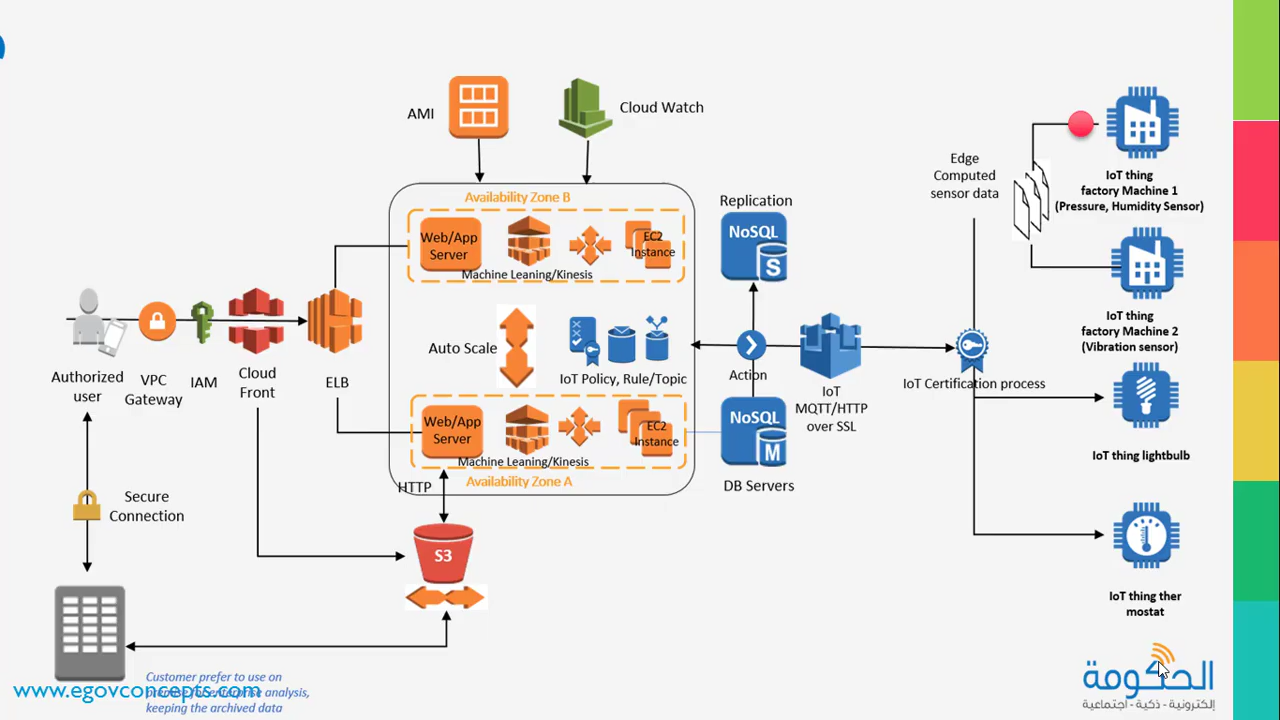 AMI
Cloud Watch
Availability Zone B
Web/App
Server
EC2
Instance
Machine Leaning/Kinesis
Auto Scale
IoT Policy, Rule/Topic
Web/App
Server
EC2
Instance
Machine Leaning/Kinesis
Availability Zone A
HTTP
S3
Authorized
user
VPC
Gateway
IAM
Cloud
Front
ELB
Secure
Connection
Customer prefer to use on
premise for enterprise analysis,
keeping the archived data
www.egovconcepts.com
Replication
NoSQL
S
Action
NoSQL
M
DB Servers
IoT
MQTT/HTTP
over SSL
Edge
Computed
sensor data
IoT Certification process
IoT thing
factory Machine 1
(Pressure, Humidity Sensor)
IoT thing
factory Machine 2
(Vibration sensor)
IoT thing lightbulb
IoT thing ther
mostat
الحكومة
إلكترونية - ذكية - اجتماعية